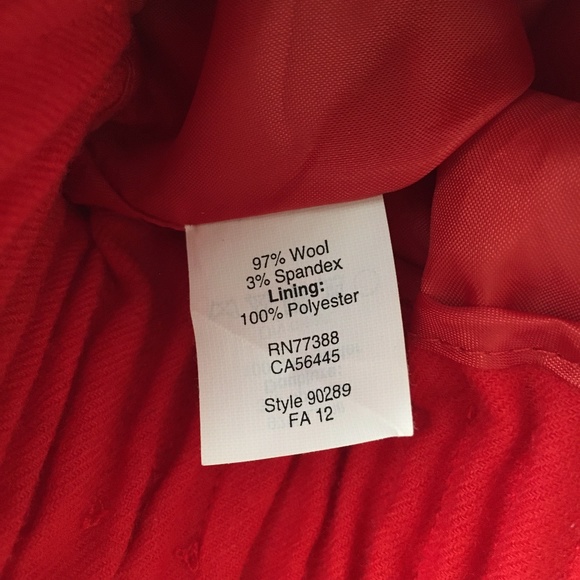 97% Wool
3% Spandex
Lining:
100% Polyester
RN77388
CA56445
Style 90289
FA 12